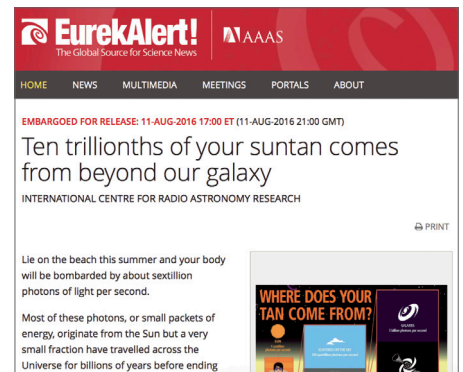 EurekAlert! AAAS
The Global Source for Science News
HOME NEWS MULTIMEDIA MEETINGS PORTALS ABOUT
EMBARGOED FOR RELEASE: 11-AUG-2016 17:00 ET (11-AUG-2016 21:00 GMT)
Ten trillionths of your suntan comes
from beyond our galaxy
INTERNATIONAL CENTRE FOR RADIO ASTRONOMY RESEARCH
PRINT
Lie on the beach this summer and your body
will be bombarded by about sextillion
photons of light per second.
Most of these photons, or small packets of
energy, originate from the Sun but a very
small fraction have travelled across the
Universe for billions of years before ending
WHERE DOES YOUR
TAN COME FROM?
SUN
GALAXIES